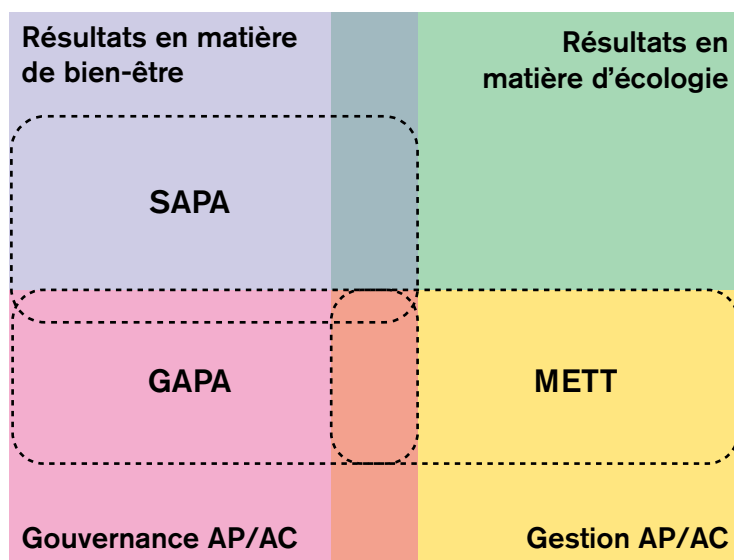 Résultats en matière
de bien-être
Résultats en
matière d'écologie
SAPA
GAPA
METT
Gouvernance AP/AC
Gestion AP/AC